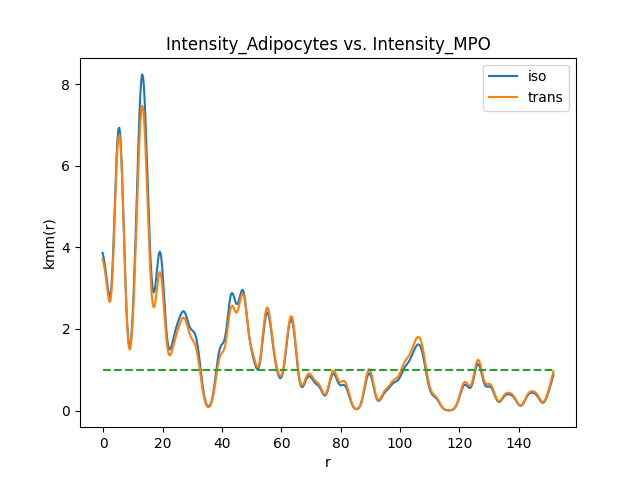 Intensity_Adipocytes vs. Intensity_MPO
iso
trans
kmm(r)
8
6
4
2
0
0 20 40 60 80 100 120 140
r